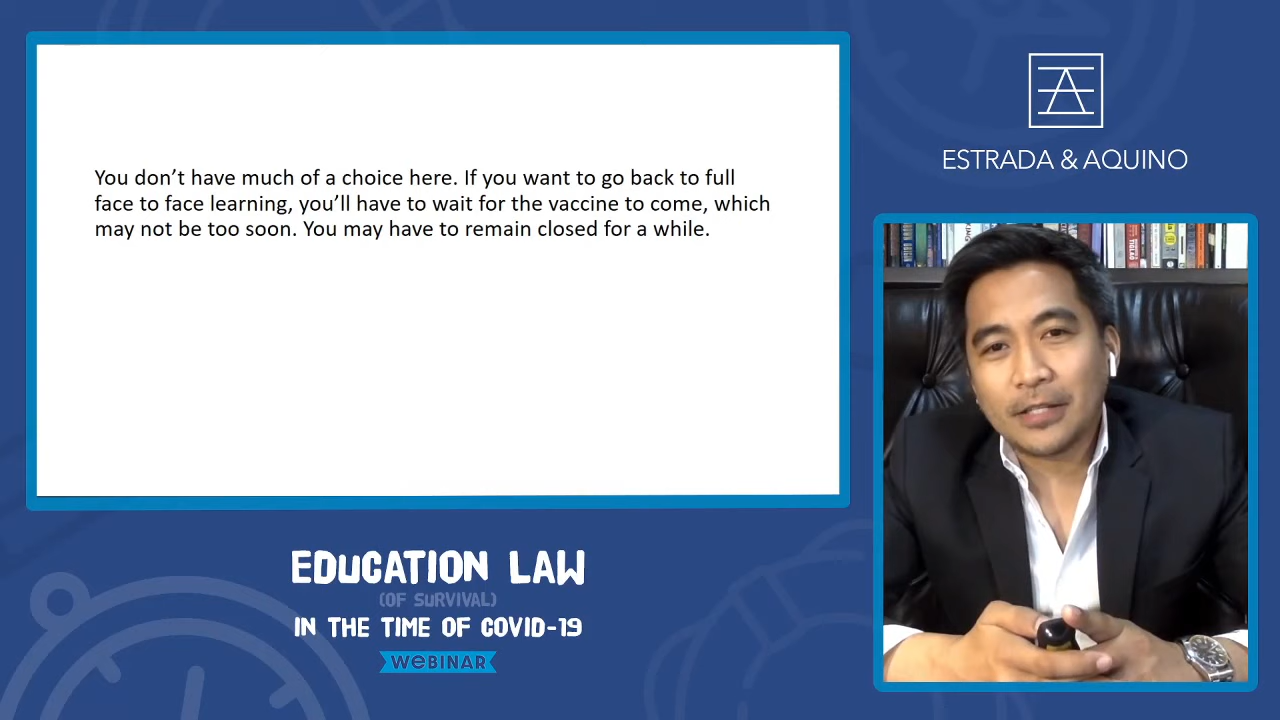 You don’t have much of a choice here. If you want to go back to full
face to face learning, you’ll have to wait for the vaccine to come, which
may not be too soon. You may have to remain closed for a while.
ESTRADA & AQUINO
EDUCATION LAW
(OF SURVIVAL)
IN THE TIME OF COVID-19
WEBINAR